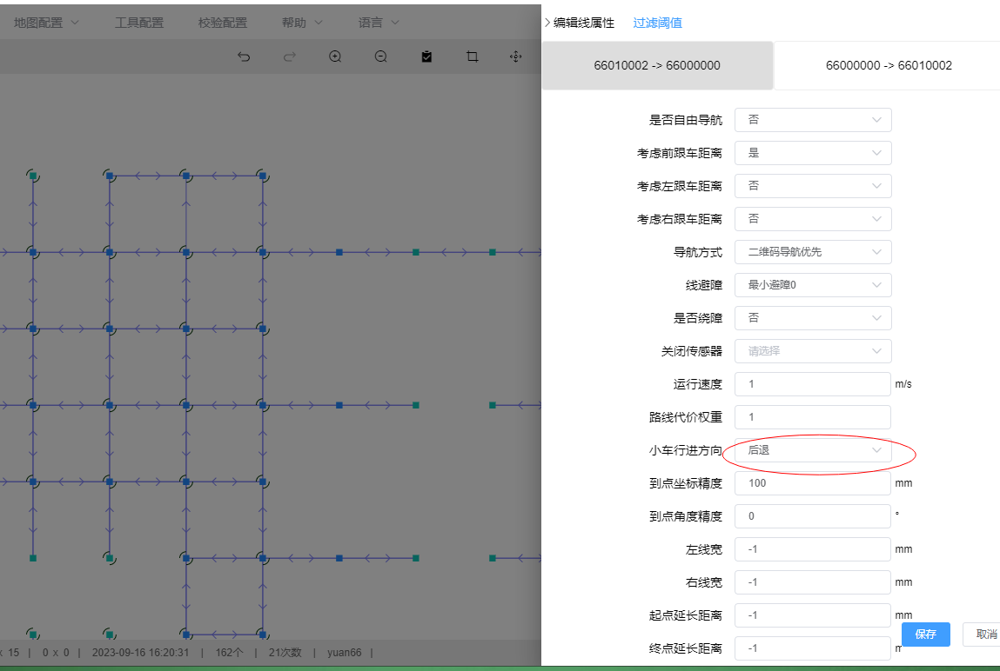 地图配置 工具配置 校验配置 帮助 语言
编辑线属性 过滤阈值
66010002 -> 66000000 66000000 -> 66010002
是否自由导航 否
考虑前跟车距离 是
考虑左跟车距离 否
考虑右跟车距离 否
导航方式 二维码导航优先
线避障 最小避障0
是否绕障 否
关闭传感器 请选择
运行速度 1 m/s
路线代价权重 1
小车行进方向 后退
到点坐标精度 100 mm
到点角度精度 0 °
左线宽 -1 mm
右线宽 -1 mm
起点延长距离 -1 mm
终点延长距离 -1
保存 取消
x 15 | 0 x 0 | 2023-09-16 16:20:31 | 162个 | 21次数 | yuan66 |